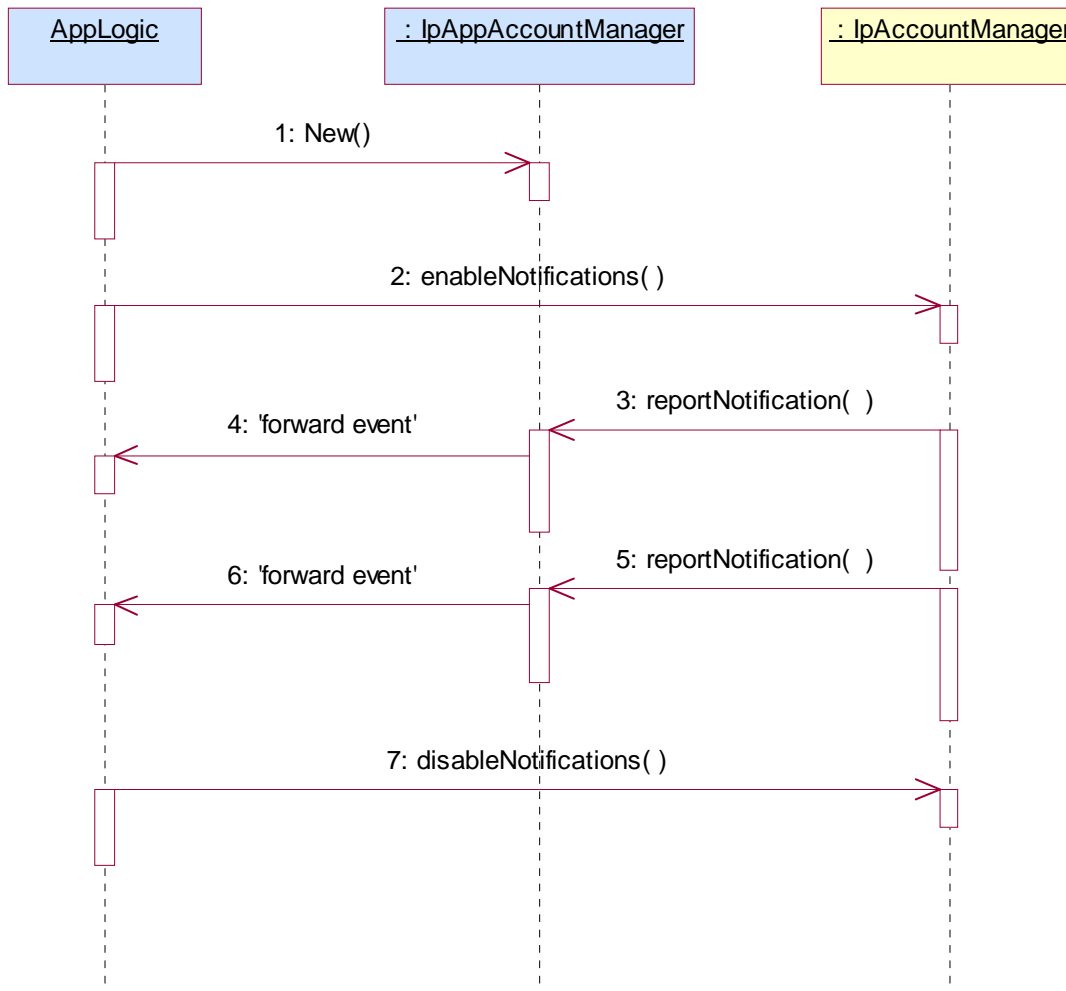 AppLogic
: IpAppAccountManager
: IpAccountManager
1: New()
2: enableNotifications( )
3: reportNotification(  )
4: 'forward event'
5: reportNotification(  )
6: 'forward event'
7: disableNotifications( )